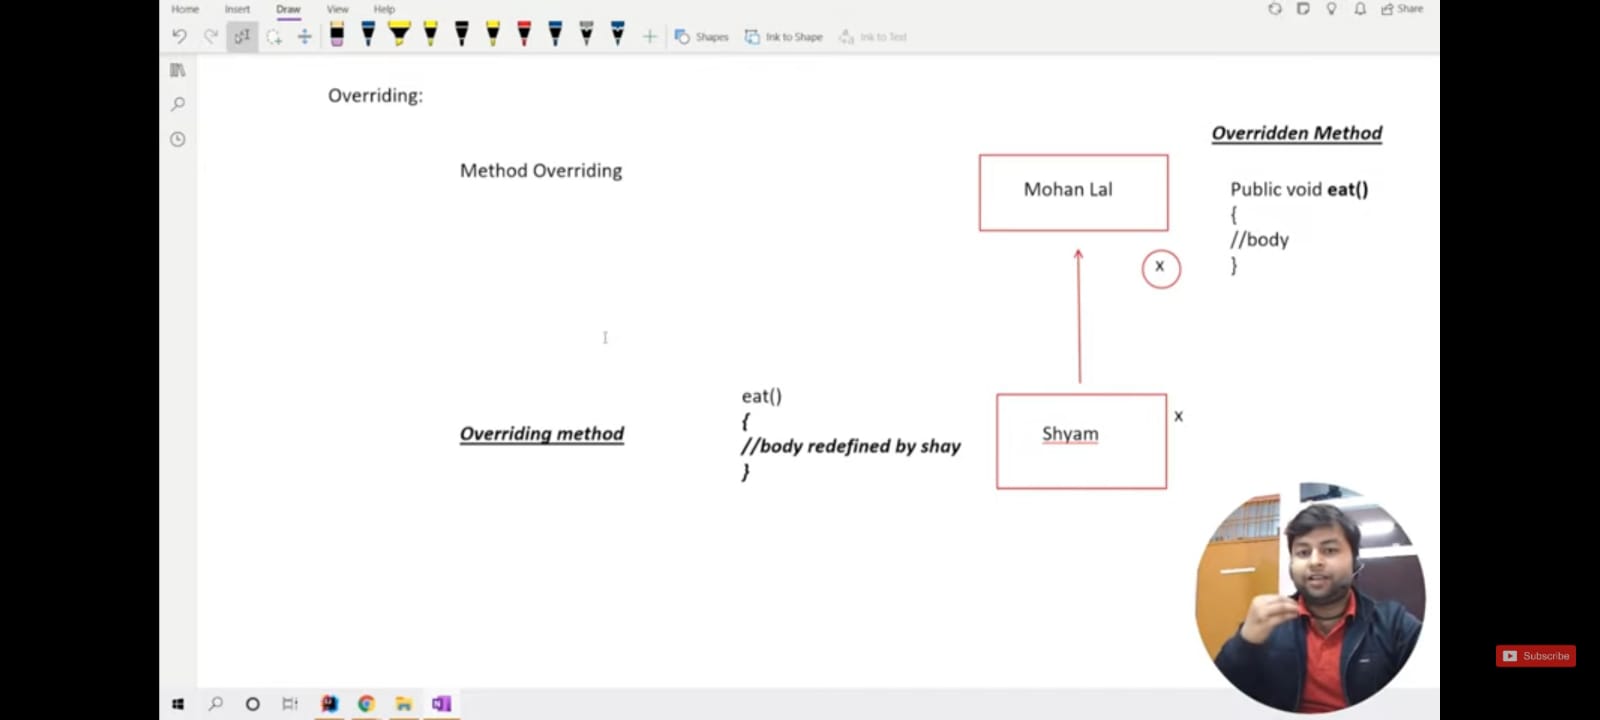 Home Insert Draw View Help Share
Shapes Ink to Shape Ink to Text
Overriding:
Overridden Method
Method Overriding
Mohan Lal
Public void eat()
{
//body
}
x
eat()
{
//body redefined by shay
}
Overriding method
Shyam
x
Subscribe